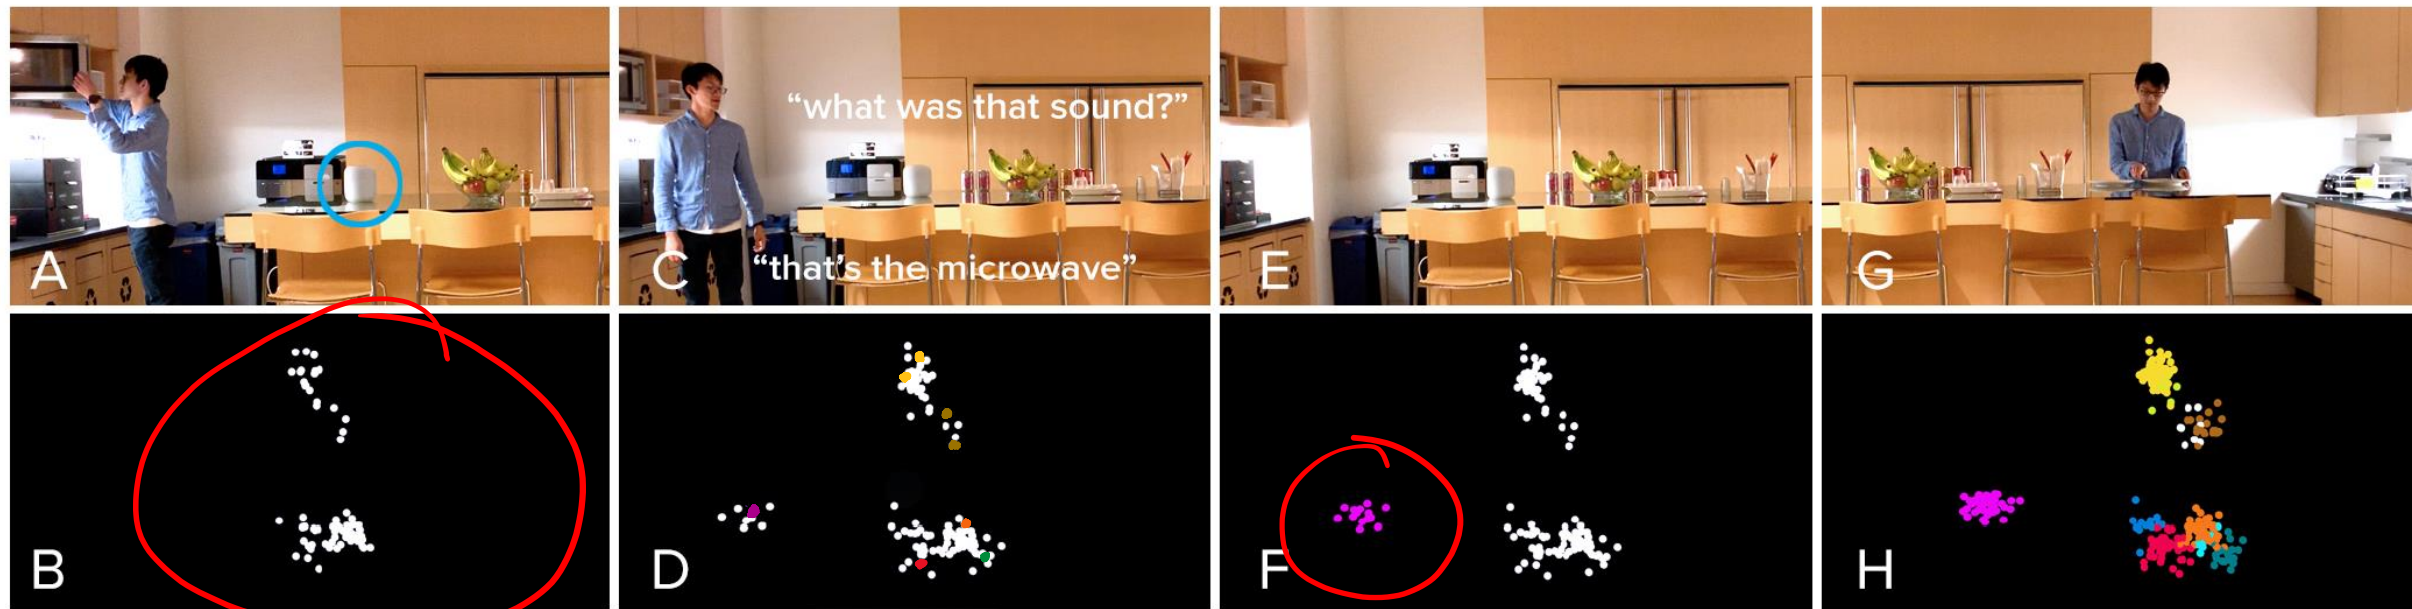 A
C
"what was that sound?"
"that's the microwave"
E
G
B
D
F
H